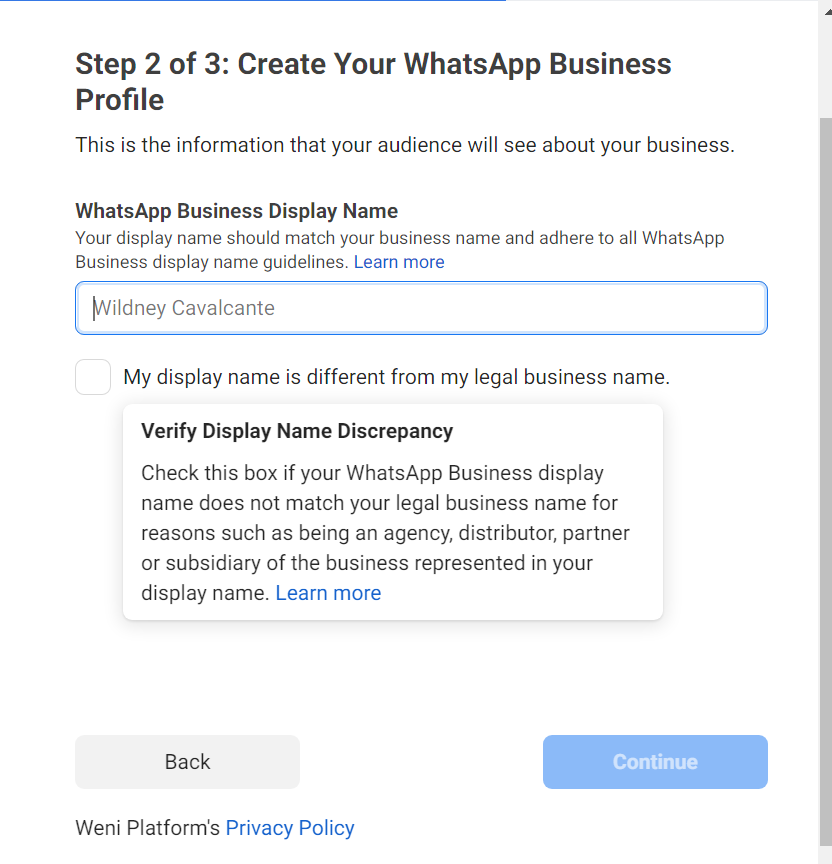 Step 2 of 3: Create Your WhatsApp Business
Profile
This is the information that your audience will see about your business.
WhatsApp Business Display Name
Your display name should match your business name and adhere to all WhatsApp
Business display name guidelines. Learn more
Wildney Cavalcante
My display name is different from my legal business name.
Verify Display Name Discrepancy
Check this box if your WhatsApp Business display
name does not match your legal business name for
reasons such as being an agency, distributor, partner
or subsidiary of the business represented in your
display name. Learn more
Back
Continue
Weni Platform's Privacy Policy